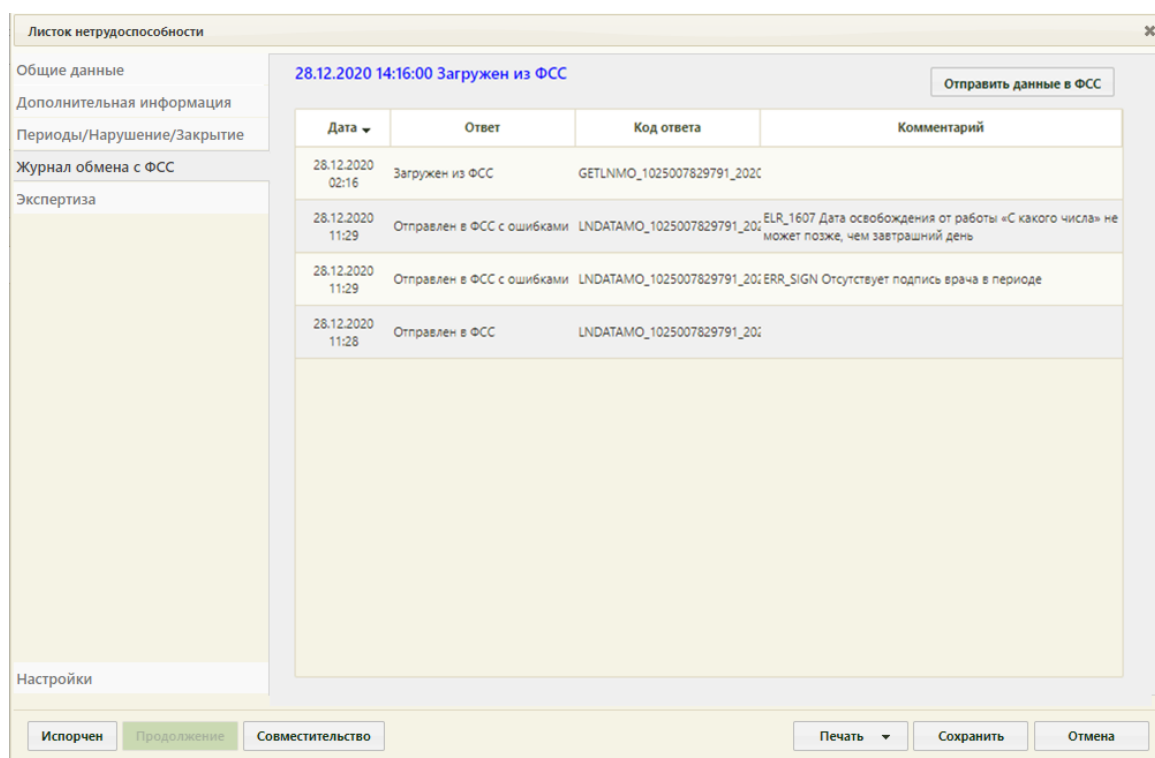 Листок нетрудоспособности
Общие данные
Дополнительная информация
Периоды/Нарушение/Закрытие
Журнал обмена с ФСС
Экспертиза
Настройки
28.12.2020 14:16:00 Загружен из ФСС
Отправить данные в ФСС
Дата Ответ Код ответа Комментарий
28.12.2020
02:16
Загружен из ФСС GETLNMO_1025007829791_2020
28.12.2020
11:29
Отправлен в ФСС с ошибками LNDATAMO_1025007829791_202
ELR_1607 Дата освобождения от работы «С какого числа» не
может позже, чем завтрашний день
28.12.2020
11:29
Отправлен в ФСС с ошибками LNDATAMO_1025007829791_202 ERR_SIGN Отсутствует подпись врача в периоде
28.12.2020
11:28
Отправлен в ФСС LNDATAMO_1025007829791_202
Испорчен Продолжение Совместительство Печать Сохранить Отмена